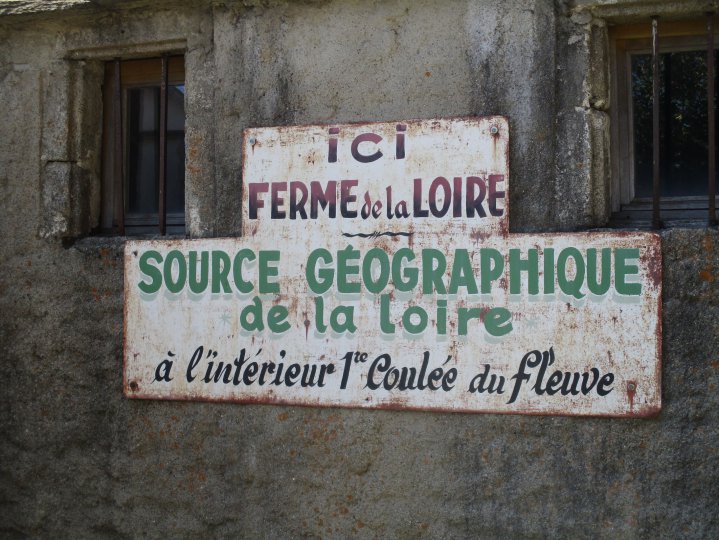 ici
FERME de la LOIRE
SOURCE GÉOGRAPHIQUE
de la loire
à l'intérieur 1re Coulée du fleuve